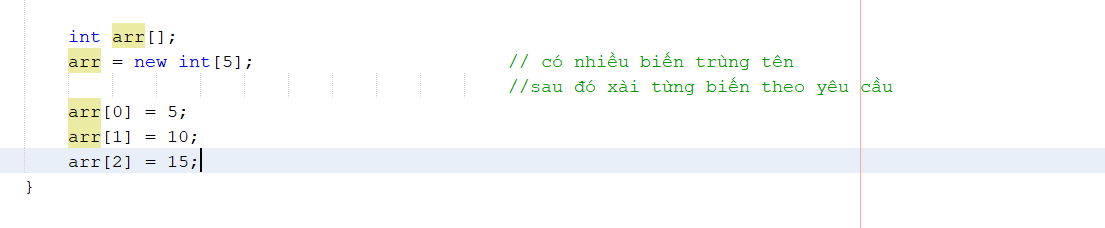 int arr[];
arr = new int[5]; // có nhiều biến trùng tên
//sau đó xài từng biến theo yêu cầu
arr[0] = 5;
arr[1] = 10;
arr[2] = 15;
}